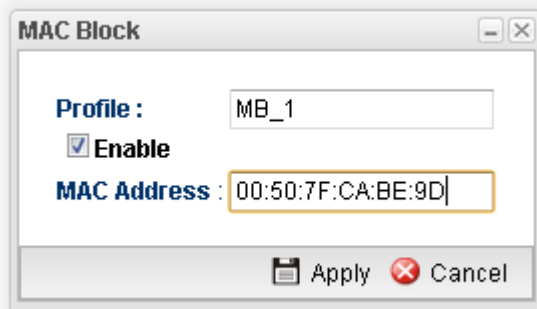 MAC Block
Profile : MB_1
Enable
MAC Address : 00:50:7F:CA:BE:9D
Apply Cancel